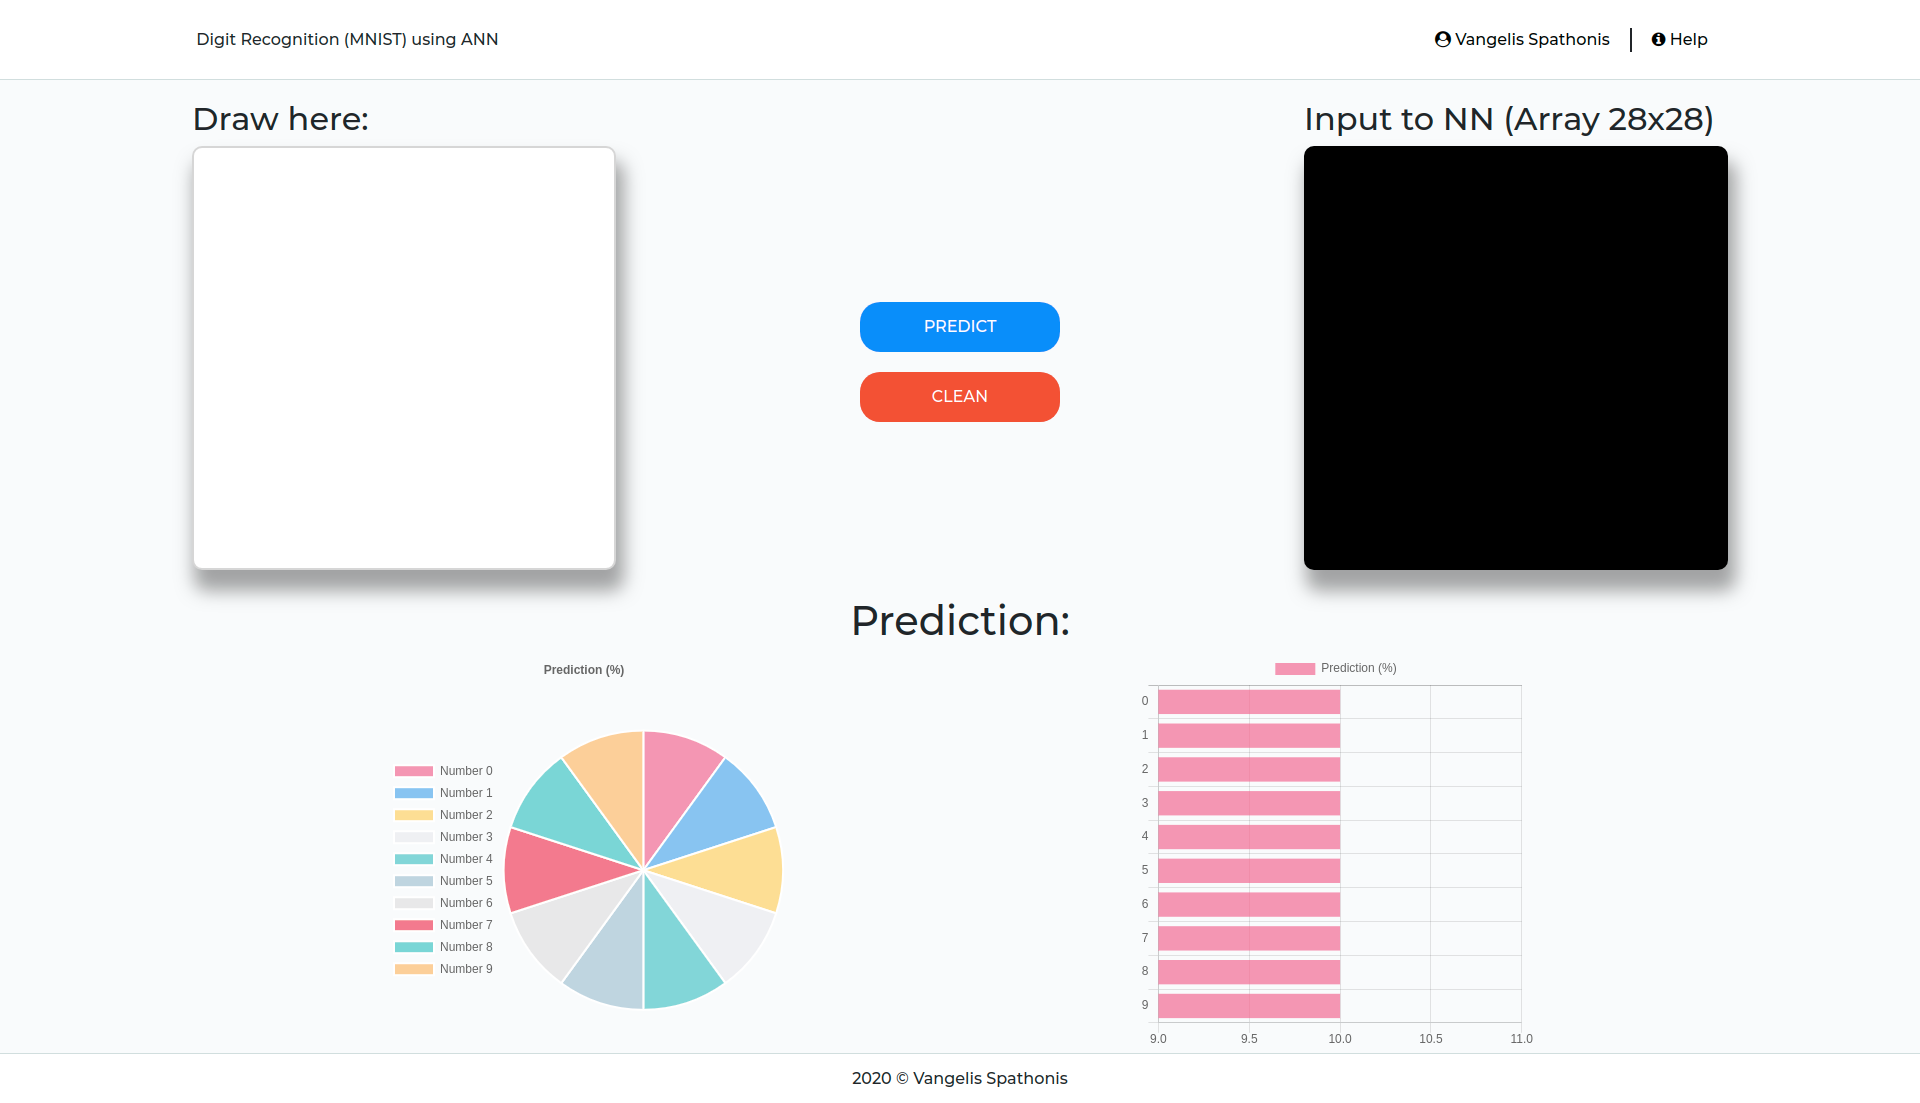 Digit Recognition (MNIST) using ANN
Vangelis Spathonis
Help
Draw here:
Input to NN (Array 28x28)
PREDICT
CLEAN
Prediction:
Prediction (%)
Number 0
Number 1
Number 2
Number 3
Number 4
Number 5
Number 6
Number 7
Number 8
Number 9
Prediction (%)
0
1
2
3
4
5
6
7
8
9
9.0 9.5 10.0 10.5 11.0
2020 © Vangelis Spathonis